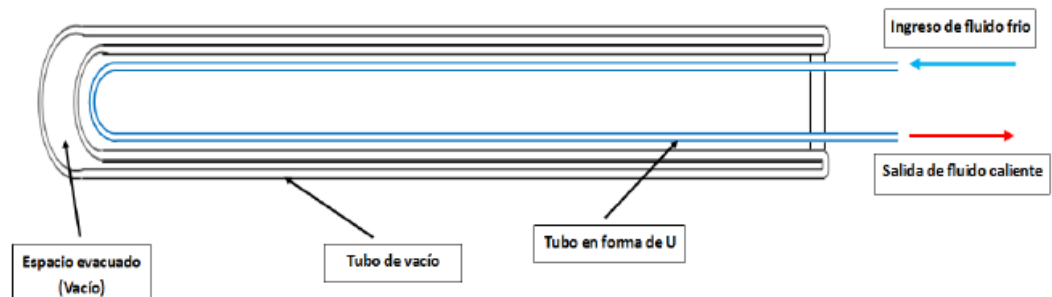 Ingreso de fluido frio
Salida de fluido caliente
Tubo en forma de U
Tubo de vacío
Espacio evacuado
(Vacío)